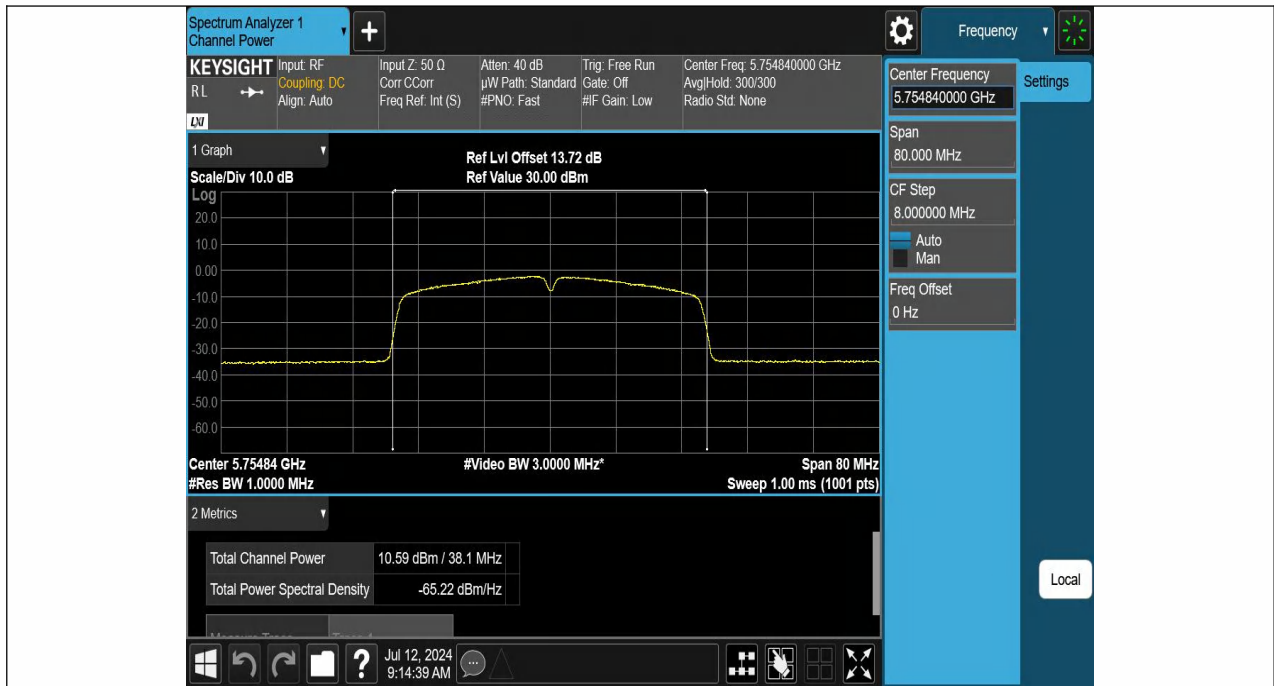 Spectrum Analyzer 1
Channel Power
+
Frequency
KEYSIGHT
RL
LXI
Input: RF
Coupling: DC
Align: Auto
Input Z: 50 Ω
Corr CCorr
Freq Ref: Int (S)
Atten: 40 dB
µW Path: Standard
#PNO: Fast
Trig: Free Run
Gate: Off
#IF Gain: Low
Center Freq: 5.754840000 GHz
Avg|Hold: 300/300
Radio Std: None
Center Frequency
5.754840000 GHz
Settings
Span
80.000 MHz
CF Step
8.000000 MHz
Auto
Man
Freq Offset
0 Hz
Local
1 Graph
Scale/Div 10.0 dB
Ref Lvl Offset 13.72 dB
Ref Value 30.00 dBm
Log
20.0
10.0
0.00
-10.0
-20.0
-30.0
-40.0
-50.0
-60.0
Center 5.75484 GHz
#Res BW 1.0000 MHz
#Video BW 3.0000 MHz*
Span 80 MHz
Sweep 1.00 ms (1001 pts)
2 Metrics
Total Channel Power 10.59 dBm / 38.1 MHz
Total Power Spectral Density -65.22 dBm/Hz
?
Jul 12, 2024
9:14:39 AM